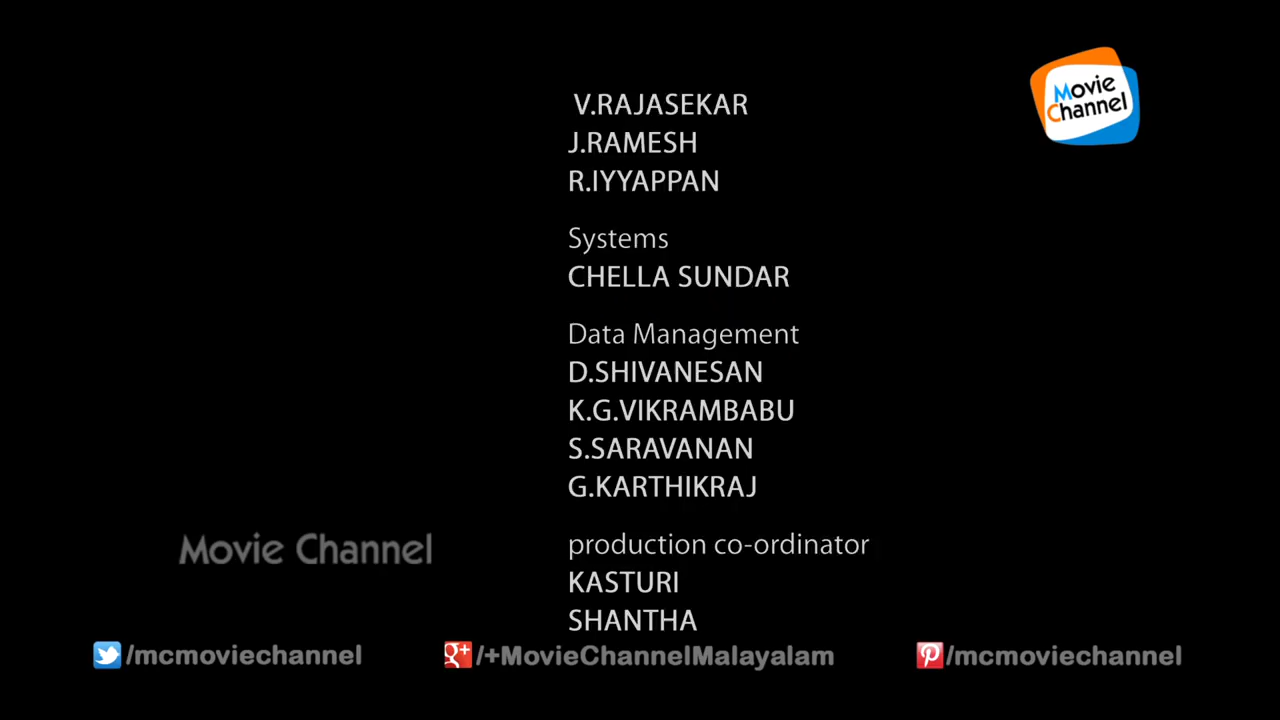 Movie
Channel
V.RAJASEKAR
J.RAMESH
R.IYYAPPAN
Systems
CHELLA SUNDAR
Data Management
D.SHIVANESAN
K.G.VIKRAMBABU
S.SARAVANAN
G.KARTHIKRAJ
Movie Channel
production co-ordinator
KASTURI
SHANTHA
/mcmoviechannel
g+ /+MovieChannelMalayalam
/mcmoviechannel